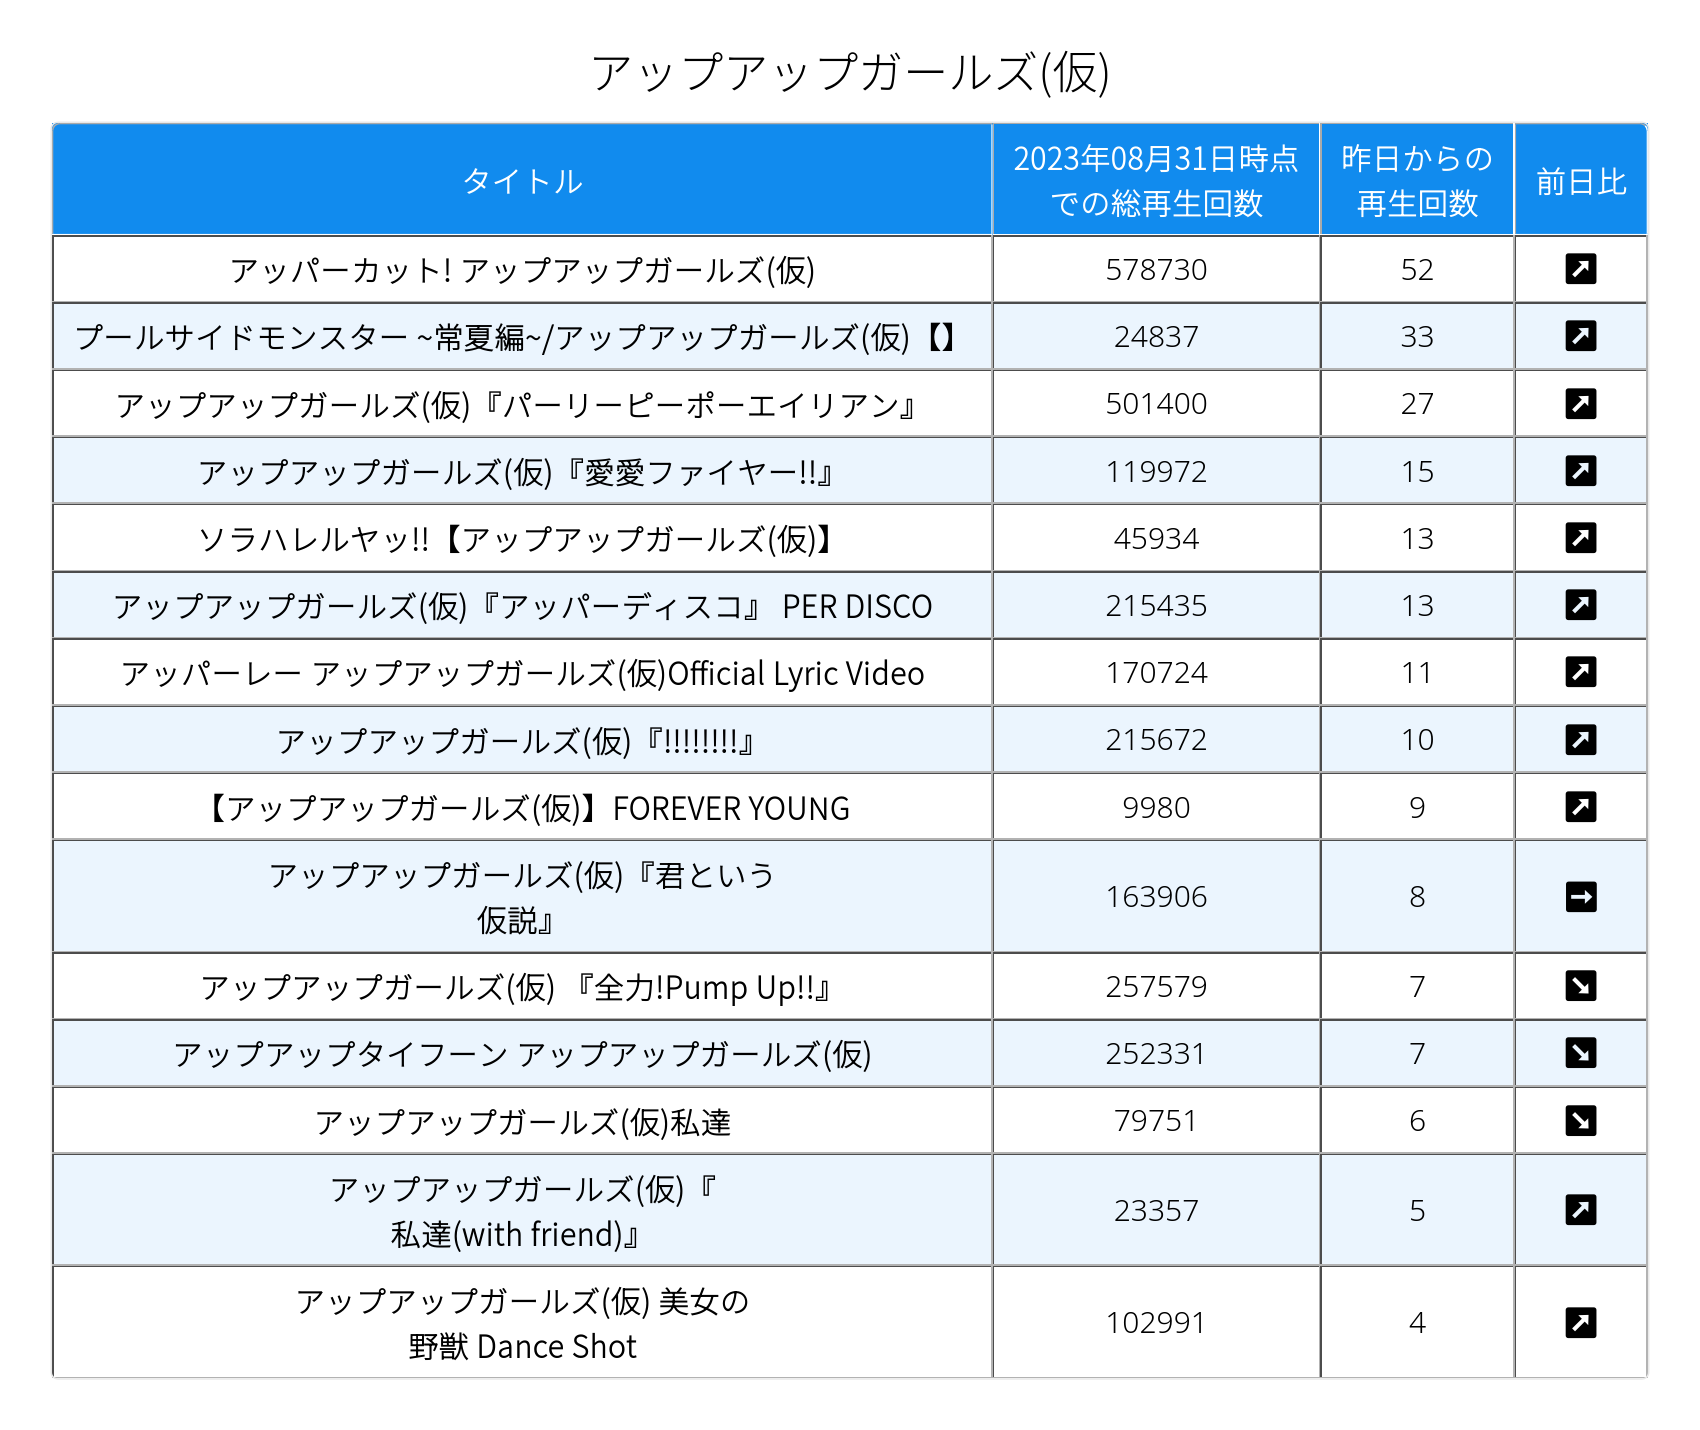 アップアップガールズ(仮)
タイトル 2023年08月31日時点 での総再生回数 昨日からの 再生回数 前日比
アッパーカット! アップアップガールズ(仮) 578730 52 ↗
プールサイドモンスター ~常夏編~/アップアップガールズ(仮)【】 24837 33 ↗
アップアップガールズ(仮)『パーリーピーポーエイリアン』 501400 27 ↗
アップアップガールズ(仮)『愛愛ファイヤー!!』 119972 15 ↗
ソラハレルヤッ!!【アップアップガールズ(仮)】 45934 13 ↗
アップアップガールズ(仮)『アッパーディスコ』 PER DISCO 215435 13 ↗
アッパーレー アップアップガールズ(仮)Official Lyric Video 170724 11 ↗
アップアップガールズ(仮)『!!!!!!!!』 215672 10 ↗
【アップアップガールズ(仮)】FOREVER YOUNG 9980 9 ↗
アップアップガールズ(仮)『君という
仮説』 163906 8 →
アップアップガールズ(仮) 『全力!Pump Up!!』 257579 7 ↘
アップアップタイフーン アップアップガールズ(仮) 252331 7 ↘
アップアップガールズ(仮)私達 79751 6 ↘
アップアップガールズ(仮)『
私達(with friend)』 23357 5 ↗
アップアップガールズ(仮) 美女の
野獣 Dance Shot 102991 4 ↗